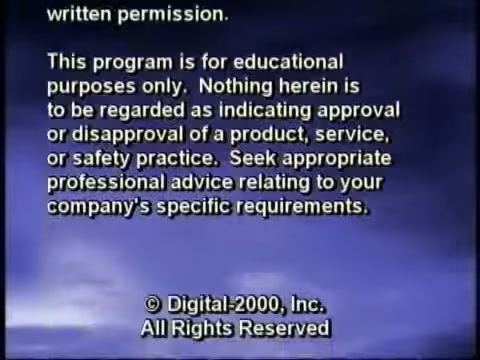 written permission.
This program is for educational
purposes only.  Nothing herein is
to be regarded as indicating approval
or disapproval of a product, service,
or safety practice.  Seek appropriate
professional advice relating to your
company's specific requirements.
© Digital-2000, Inc.
All Rights Reserved